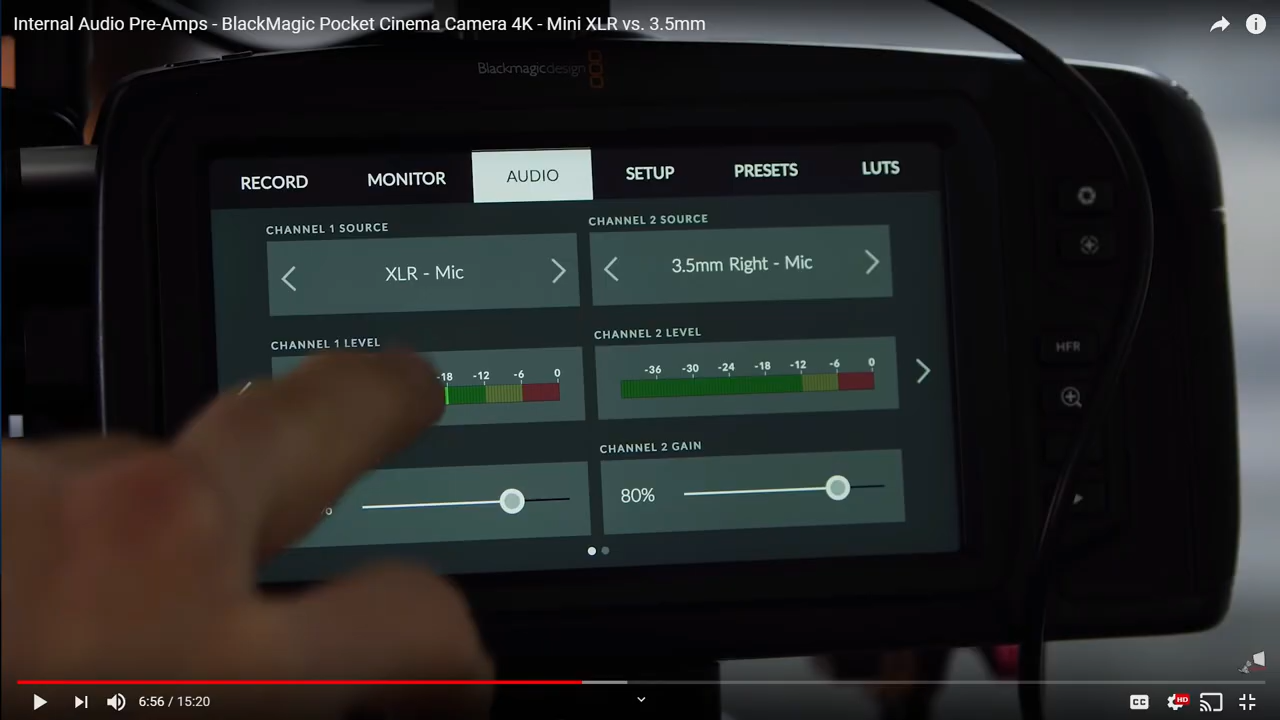 Internal Audio Pre-Amps - BlackMagic Pocket Cinema Camera 4K - Mini XLR vs. 3.5mm
Blackmagicdesign
RECORD MONITOR AUDIO SETUP PRESETS LUTS
CHANNEL 1 SOURCE CHANNEL 2 SOURCE
XLR - Mic 3.5mm Right - Mic
CHANNEL 1 LEVEL CHANNEL 2 LEVEL
-18 -12 -6 0 -36 -30 -24 -18 -12 -6 0
HFR
CHANNEL 2 GAIN
80%
6:56 / 15:20
CC HD